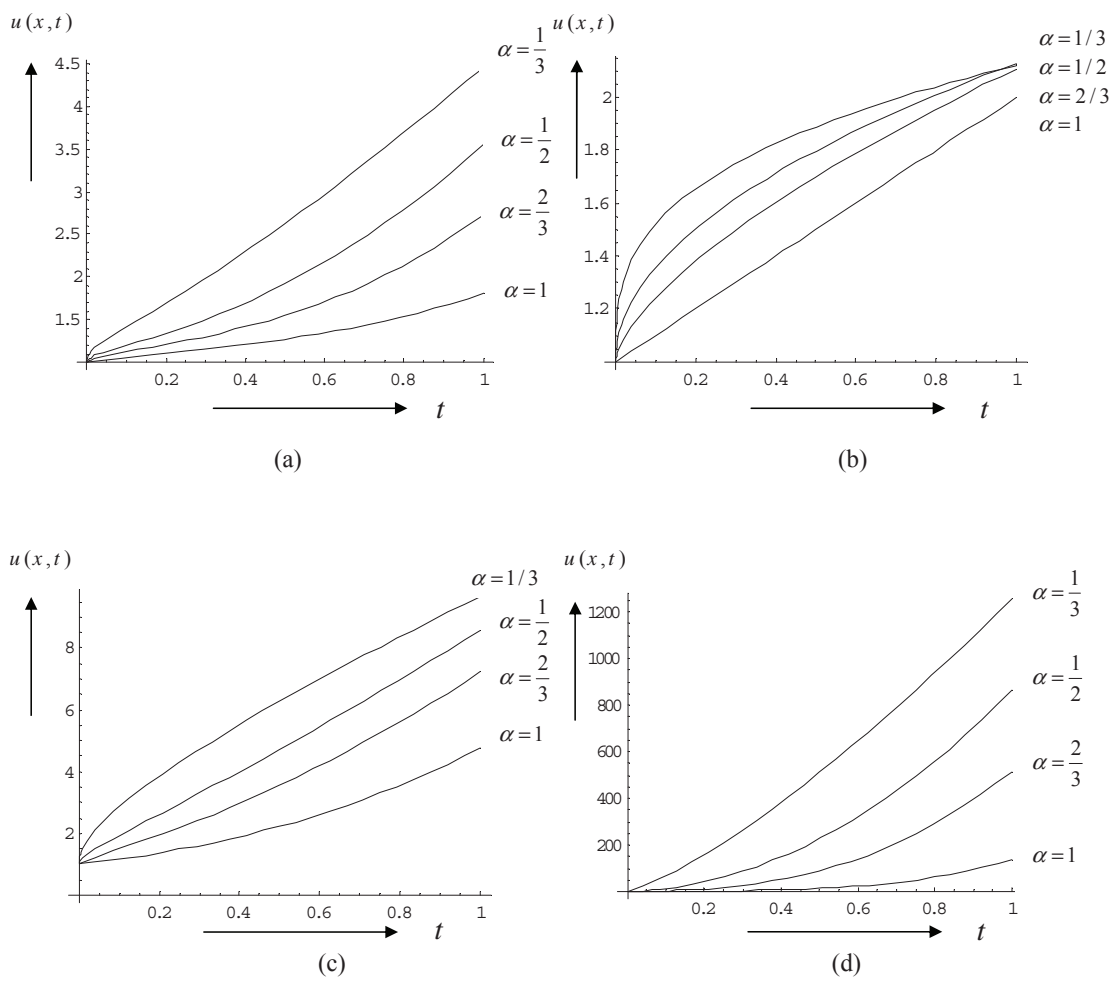 u(x,t)
α=1/3
4.5
4
3.5
3
2.5
2
1.5
α=1/2
α=2/3
α=1
0.2 0.4 0.6 0.8 1
t
(a)
u(x,t)
α=1/3
α=1/2
α=2/3
α=1
2
1.8
1.6
1.4
1.2
0.2 0.4 0.6 0.8 1
t
(b)
u(x,t)
α=1/3
α=1/2
α=2/3
α=1
8
6
4
2
0.2 0.4 0.6 0.8 1
t
(c)
u(x,t)
α=1/3
α=1/2
α=2/3
α=1
1200
1000
800
600
400
200
0.2 0.4 0.6 0.8 1
t
(d)